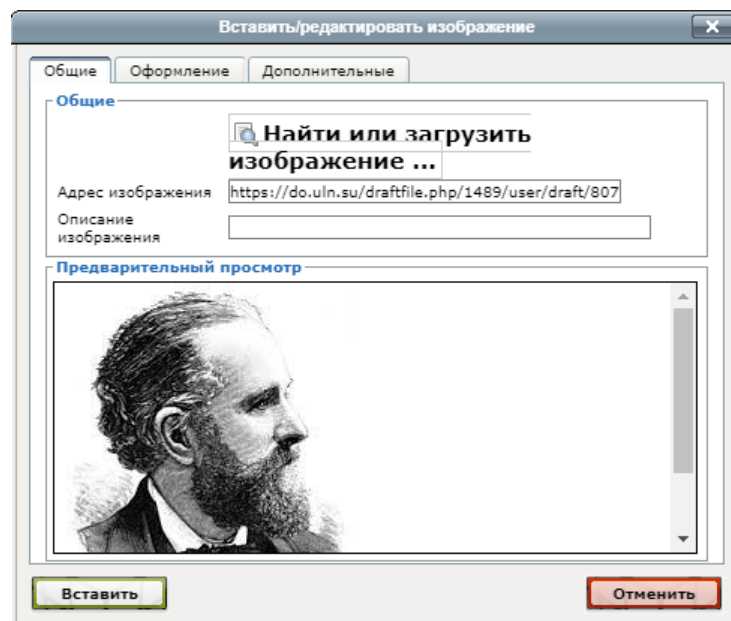 Вставить/редактировать изображение
Общие Оформление Дополнительные
Общие
Найти или загрузить
изображение ...
Адрес изображения https://do.uln.su/draftfile.php/1489/user/draft/807
Описание
изображения
Предварительный просмотр
Вставить Отменить